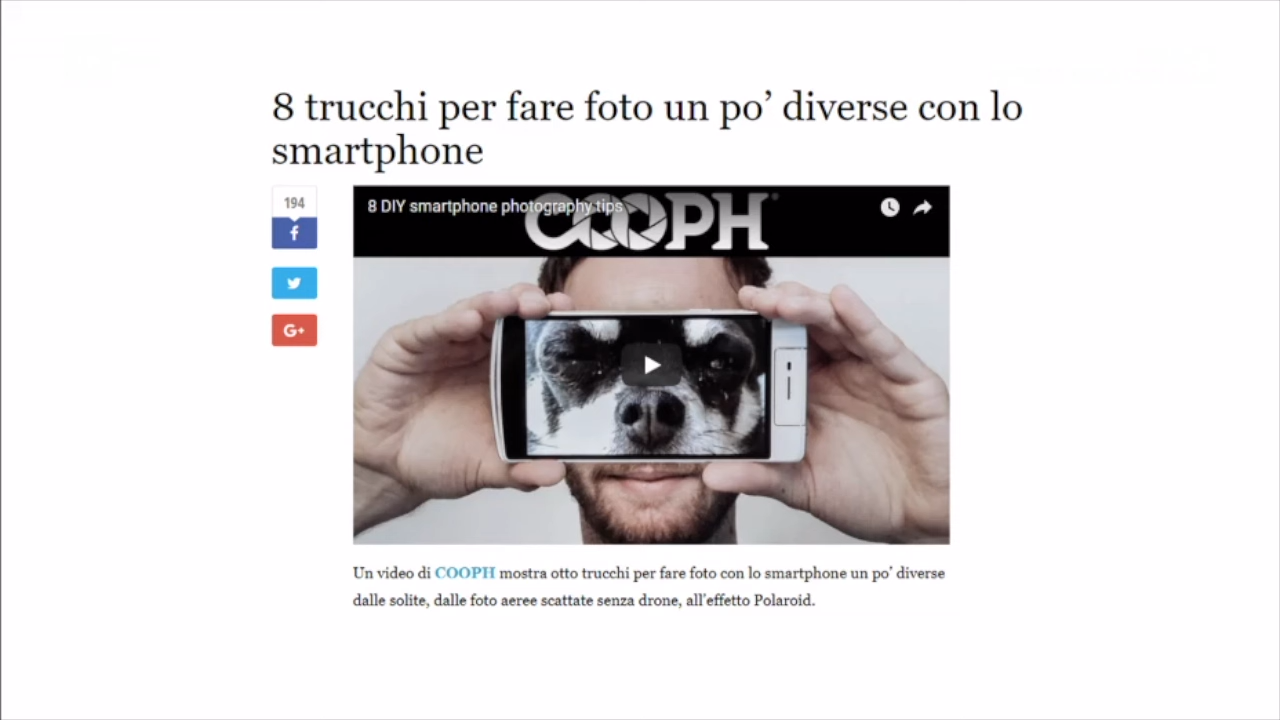 8 trucchi per fare foto un po’ diverse con lo
smartphone
194
8 DIY smartphone photography tips
COOPH®
f
G+
Un video di COOPH mostra otto trucchi per fare foto con lo smartphone un po’ diverse
dalle solite, dalle foto aeree scattate senza drone, all'effetto Polaroid.